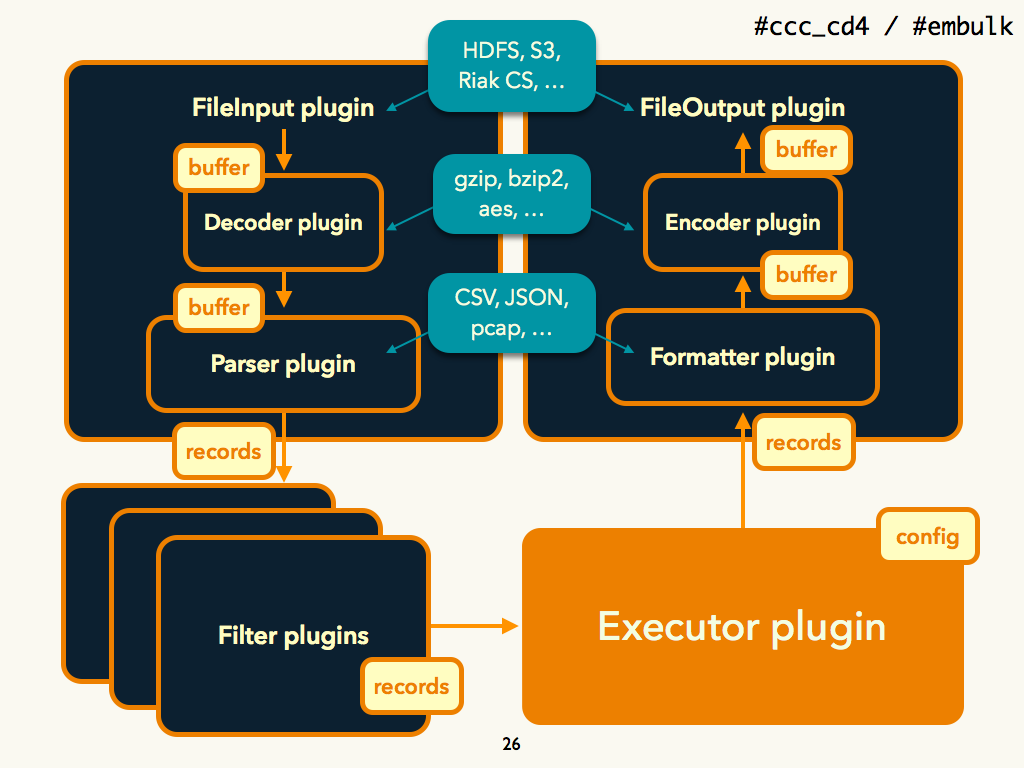 #ccc_cd4 / #embulk
HDFS, S3,
Riak CS, …
FileInput plugin
FileOutput plugin
buffer
buffer
gzip, bzip2,
aes, …
Decoder plugin
Encoder plugin
buffer
buffer
CSV, JSON,
pcap, …
Parser plugin
Formatter plugin
records
records
config
Filter plugins
Executor plugin
records
26